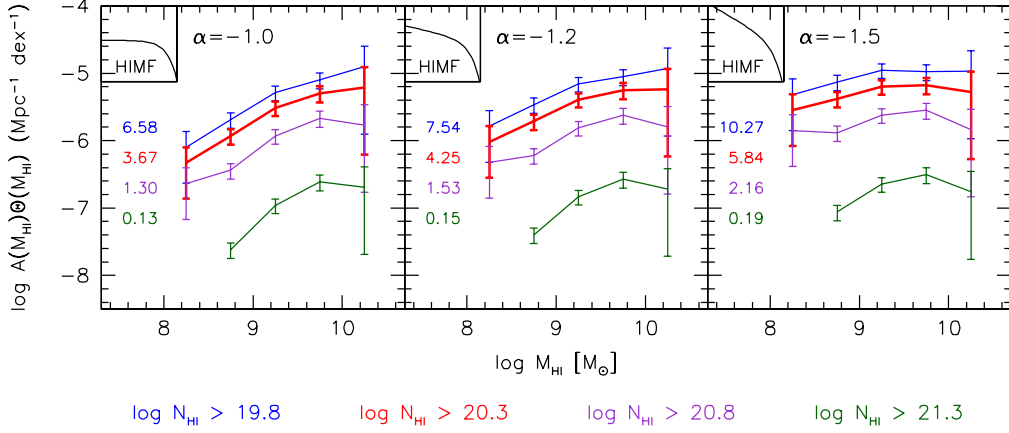 log A(M_HI)Θ(M_HI) (Mpc⁻¹ dex⁻¹)
−4
−5
−6
−7
−8
HIMF
α=−1.0
6.58
3.67
1.30
0.13
HIMF
α=−1.2
7.54
4.25
1.53
0.15
HIMF
α=−1.5
10.27
5.84
2.16
0.19
8 9 10 8 9 10 8 9 10
log M_HI [M_⊙]
log N_HI > 19.8 log N_HI > 20.3 log N_HI > 20.8 log N_HI > 21.3